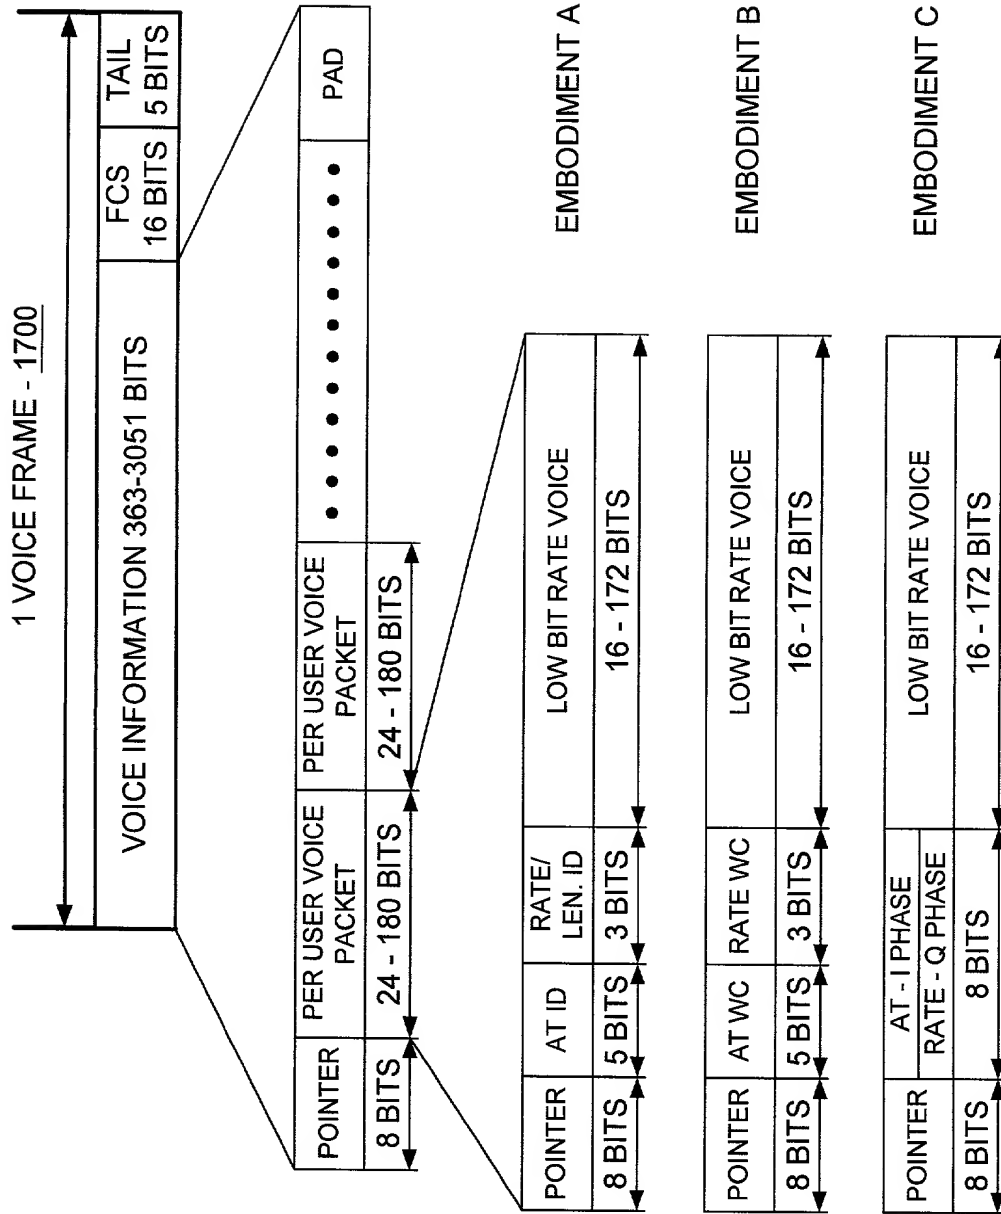 1 VOICE FRAME - 1700
VOICE INFORMATION 363-3051 BITS
FCS
16 BITS
TAIL
5 BITS
POINTER
8 BITS
PER USER VOICE
PACKET
24 - 180 BITS
PER USER VOICE
PACKET
24 - 180 BITS
PAD
POINTER
8 BITS
AT ID
5 BITS
RATE/
LEN. ID
3 BITS
LOW BIT RATE VOICE
16 - 172 BITS
EMBODIMENT A
POINTER
8 BITS
AT WC
5 BITS
RATE WC
3 BITS
LOW BIT RATE VOICE
16 - 172 BITS
EMBODIMENT B
POINTER
8 BITS
AT - I PHASE
RATE - Q PHASE
8 BITS
LOW BIT RATE VOICE
16 - 172 BITS
EMBODIMENT C